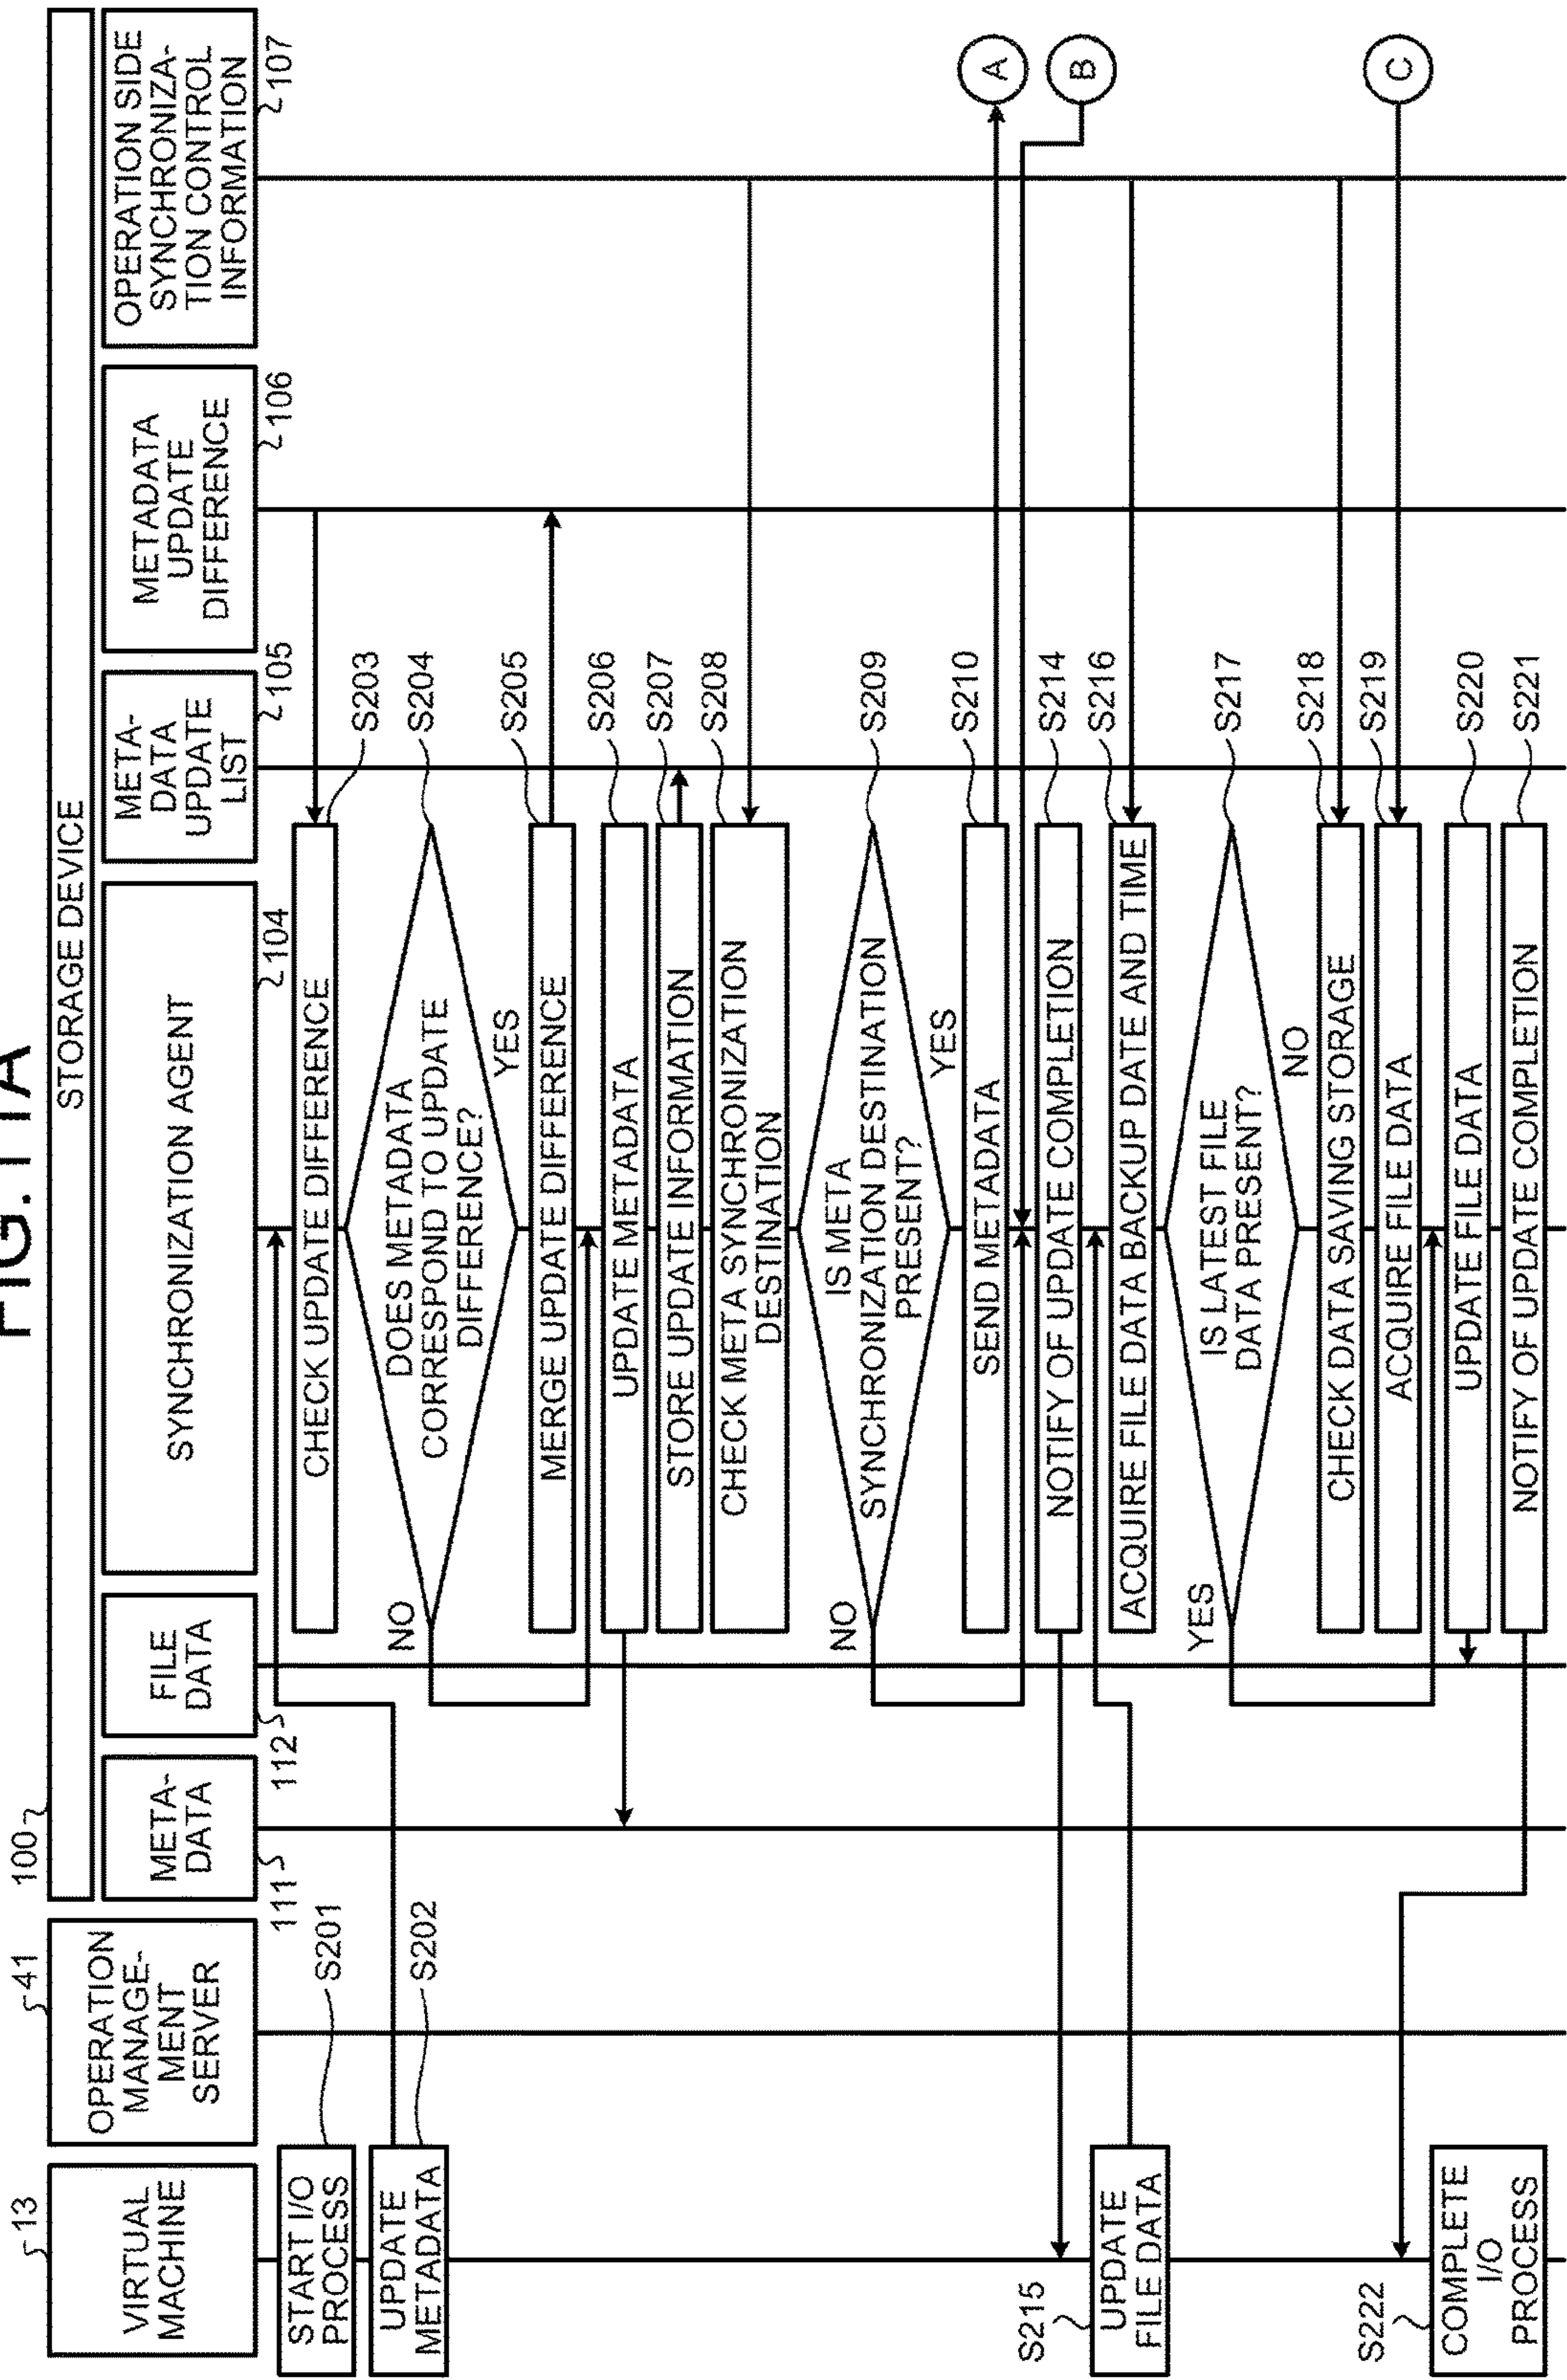 FIG.11A
13
VIRTUAL
MACHINE
41
OPERATION
MANAGE-
MENT
SERVER
100
STORAGE DEVICE
META-
DATA
111
FILE
DATA
112
SYNCHRONIZATION AGENT
104
META-
DATA
UPDATE
LIST
105
METADATA
UPDATE
DIFFERENCE
106
OPERATION SIDE
SYNCHRONIZA-
TION CONTROL
INFORMATION
107
START I/O
PROCESS
S201
UPDATE
METADATA
S202
CHECK UPDATE DIFFERENCE
S203
DOES METADATA
CORRESPOND TO UPDATE
DIFFERENCE?
S204
NO
YES
MERGE UPDATE DIFFERENCE
S205
UPDATE METADATA
S206
STORE UPDATE INFORMATION
S207
CHECK META SYNCHRONIZATION
DESTINATION
S208
IS META
SYNCHRONIZATION DESTINATION
PRESENT?
S209
NO
YES
SEND METADATA
S210
A
B
NOTIFY OF UPDATE COMPLETION
S214
S215
UPDATE
FILE DATA
ACQUIRE FILE DATA BACKUP DATE AND TIME
S216
IS LATEST FILE
DATA PRESENT?
S217
YES
NO
CHECK DATA SAVING STORAGE
S218
ACQUIRE FILE DATA
S219
C
UPDATE FILE DATA
S220
NOTIFY OF UPDATE COMPLETION
S221
S222
COMPLETE
I/O
PROCESS